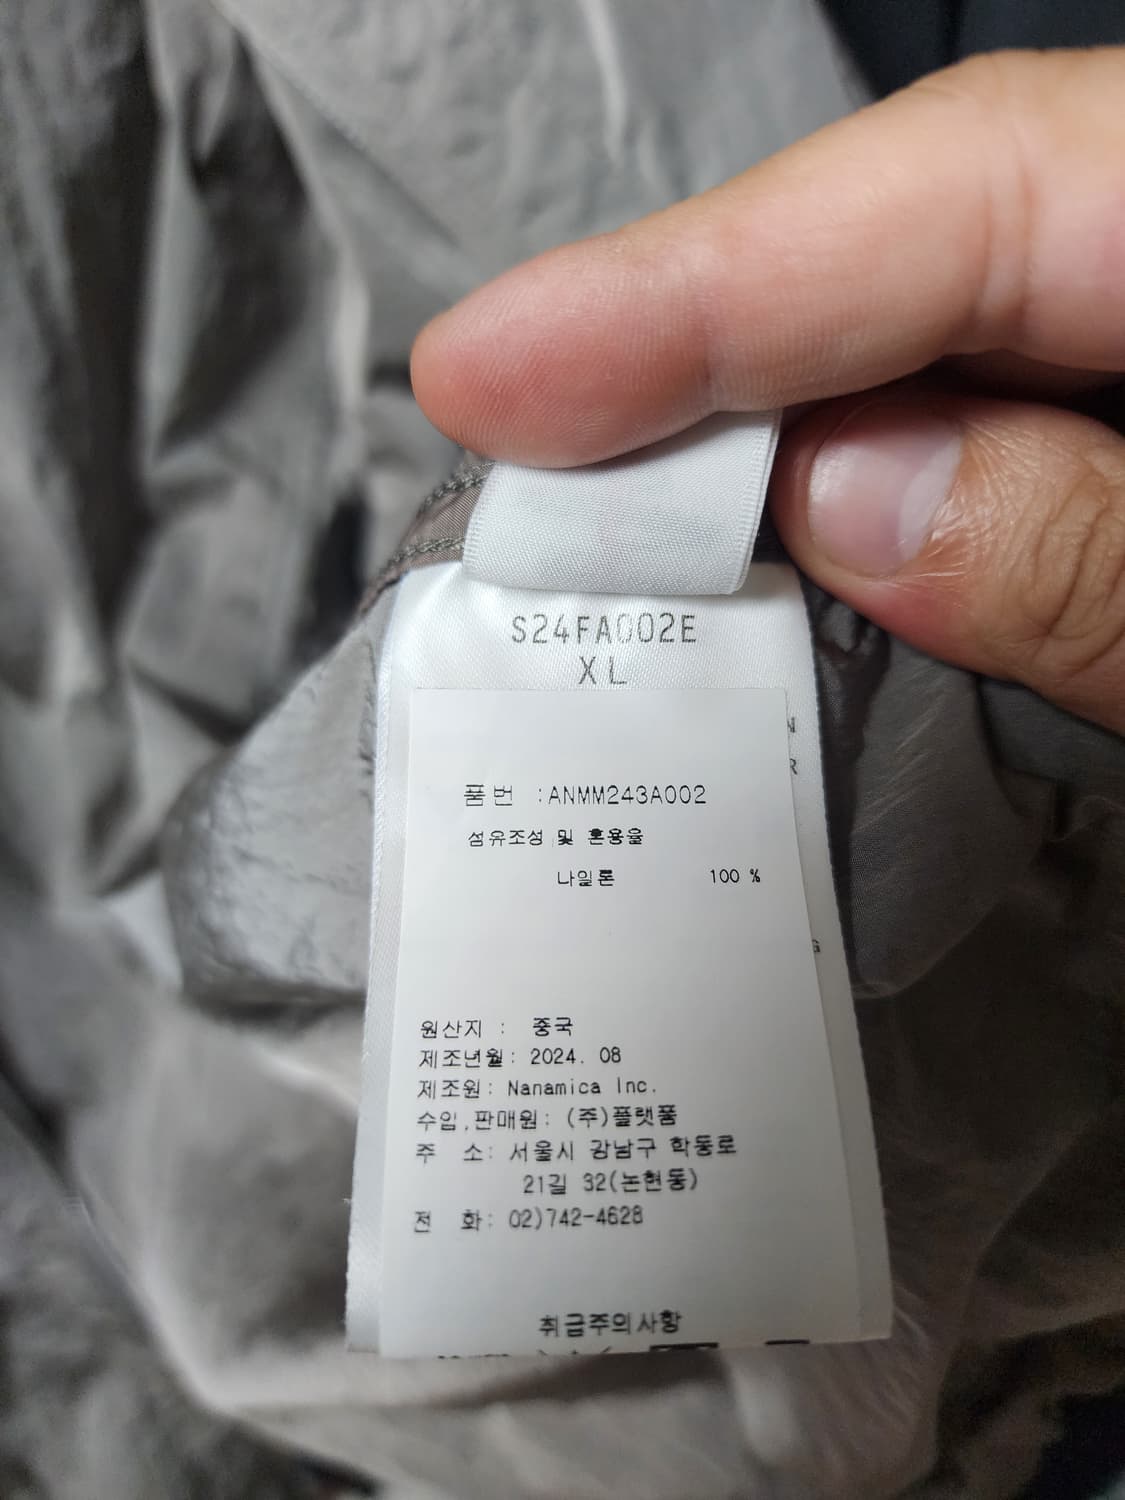 S24FA002E
XL
N
R
품번 :ANMM243A002
섬유조성 및 혼용율
나일론 100 %
G
원산지 : 중국
제조년월: 2024. 08
제조원: Nanamica Inc.
수입,판매원: (주)플랫폼
주 소: 서울시 강남구 학동로
21길 32(논현동)
전 화: 02)742-4628
취급주의사항